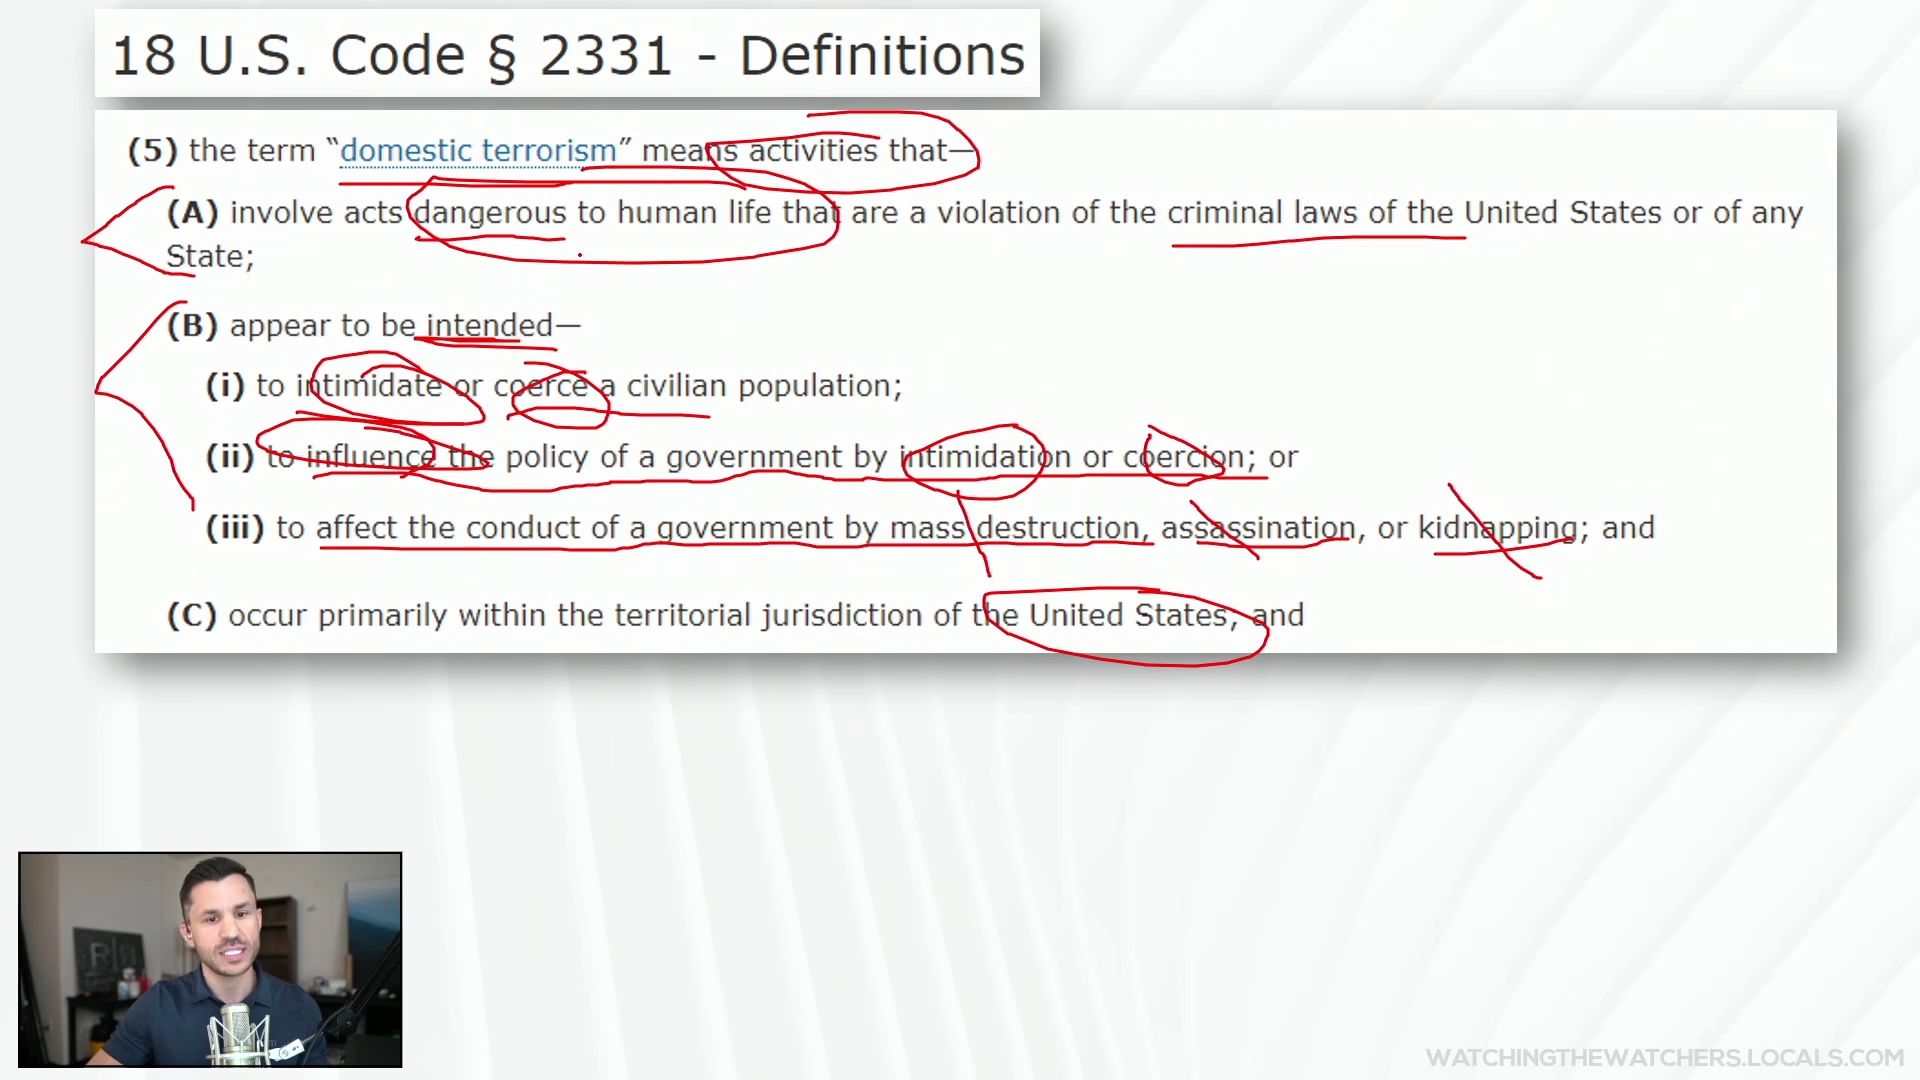 18 U.S. Code § 2331 - Definitions
(5) the term “domestic terrorism” means activities that—
(A) involve acts dangerous to human life that are a violation of the criminal laws of the United States or of any
State;
(B) appear to be intended—
(i) to intimidate or coerce a civilian population;
(ii) to influence the policy of a government by intimidation or coercion; or
(iii) to affect the conduct of a government by mass destruction, assassination, or kidnapping; and
(C) occur primarily within the territorial jurisdiction of the United States; and
WATCHINGTHEWATCHERS.LOCALS.COM